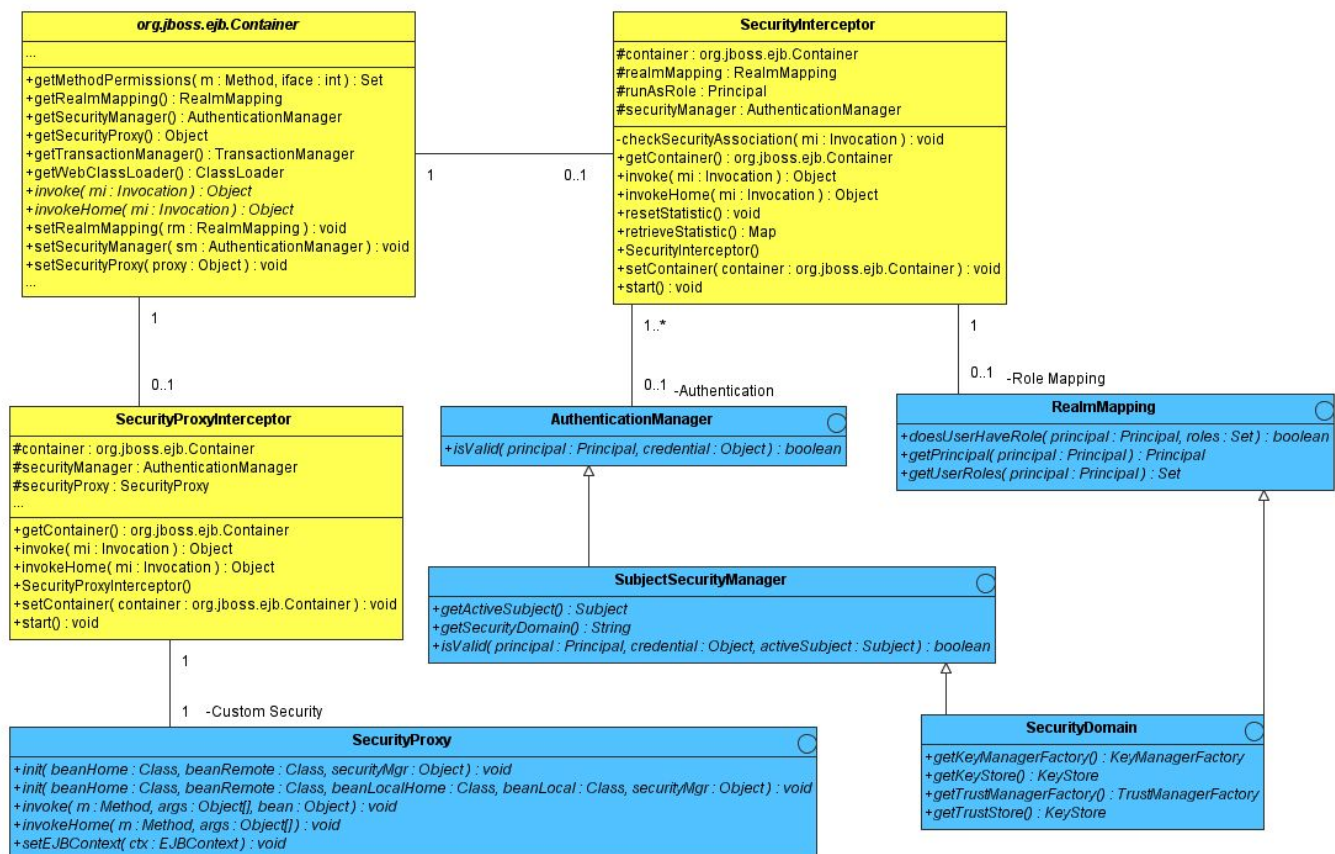 org.jboss.ejb.Container
...
+getMethodPermissions( m : Method, iface : int ) : Set
+getRealmMapping() : RealmMapping
+getSecurityManager() : AuthenticationManager
+getSecurityProxy() : Object
+getTransactionManager() : TransactionManager
+getWebClassLoader() : ClassLoader
+invoke( mi : Invocation ) : Object
+invokeHome( mi : Invocation ) : Object
+setRealmMapping( rm : RealmMapping ) : void
+setSecurityManager( sm : AuthenticationManager ) : void
+setSecurityProxy( proxy : Object ) : void
...
1
0..1
SecurityInterceptor
#container : org.jboss.ejb.Container
#realmMapping : RealmMapping
#runAsRole : Principal
#securityManager : AuthenticationManager
-checkSecurityAssociation( mi : Invocation ) : void
+getContainer() : org.jboss.ejb.Container
+invoke( mi : Invocation ) : Object
+invokeHome( mi : Invocation ) : Object
+resetStatistic() : void
+retrieveStatistic() : Map
+SecurityInterceptor()
+setContainer( container : org.jboss.ejb.Container ) : void
+start() : void
1
0..1
1..*
0..1 -Authentication
1
0..1 -Role Mapping
SecurityProxyInterceptor
#container : org.jboss.ejb.Container
#securityManager : AuthenticationManager
#securityProxy : SecurityProxy
...
+getContainer() : org.jboss.ejb.Container
+invoke( mi : Invocation ) : Object
+invokeHome( mi : Invocation ) : Object
+SecurityProxyInterceptor()
+setContainer( container : org.jboss.ejb.Container ) : void
+start() : void
AuthenticationManager
+isValid( principal : Principal, credential : Object ) : boolean
RealmMapping
+doesUserHaveRole( principal : Principal, roles : Set ) : boolean
+getPrincipal( principal : Principal ) : Principal
+getUserRoles( principal : Principal ) : Set
SubjectSecurityManager
+getActiveSubject() : Subject
+getSecurityDomain() : String
+isValid( principal : Principal, credential : Object, activeSubject : Subject ) : boolean
1
1 -Custom Security
SecurityProxy
+init( beanHome : Class, beanRemote : Class, securityMgr : Object ) : void
+init( beanHome : Class, beanRemote : Class, beanLocalHome : Class, beanLocal : Class, securityMgr : Object ) : void
+invoke( m : Method, args : Object[], bean : Object ) : void
+invokeHome( m : Method, args : Object[] ) : void
+setEJBContext( ctx : EJBContext ) : void
SecurityDomain
+getKeyManagerFactory() : KeyManagerFactory
+getKeyStore() : KeyStore
+getTrustManagerFactory() : TrustManagerFactory
+getTrustStore() : KeyStore